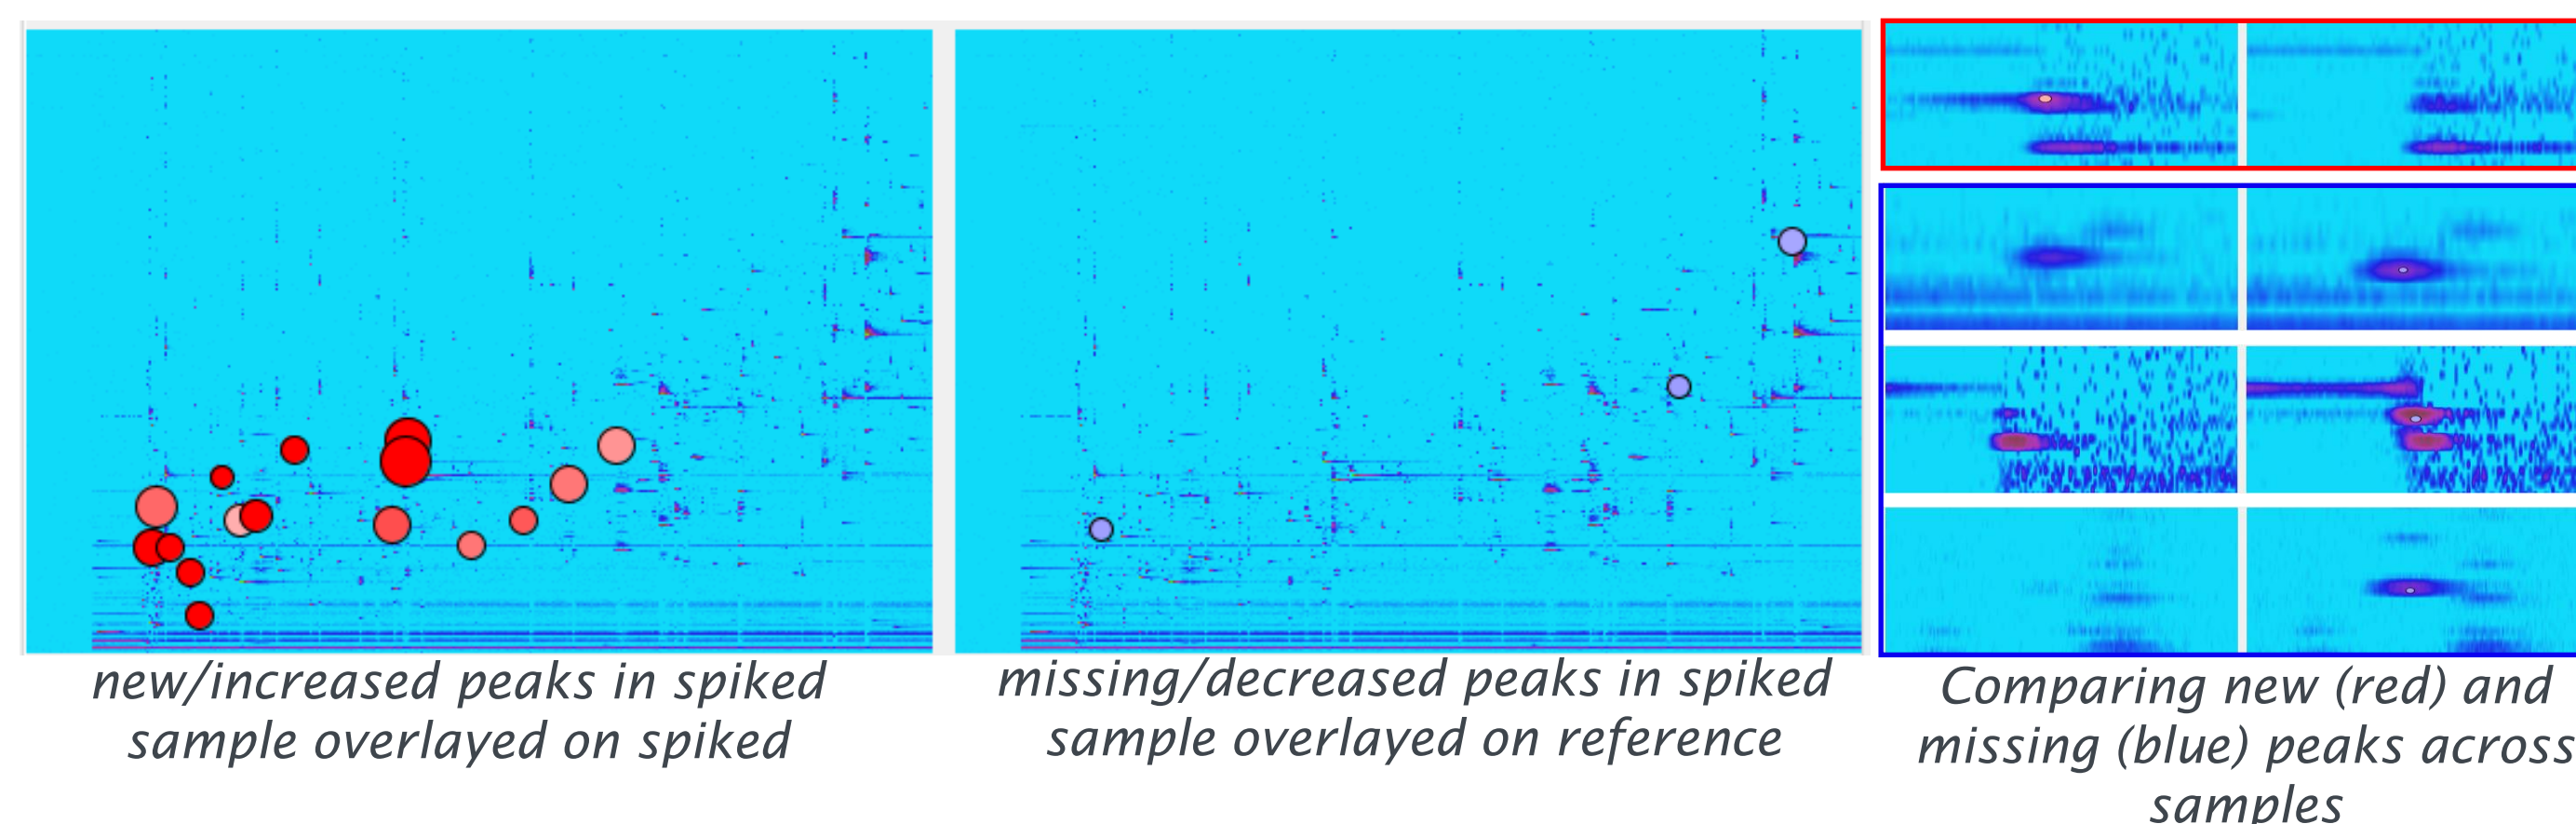 new/increased peaks in spiked
sample overlayed on spiked
missing/decreased peaks in spiked
sample overlayed on reference
Comparing new (red) and
missing (blue) peaks across
samples